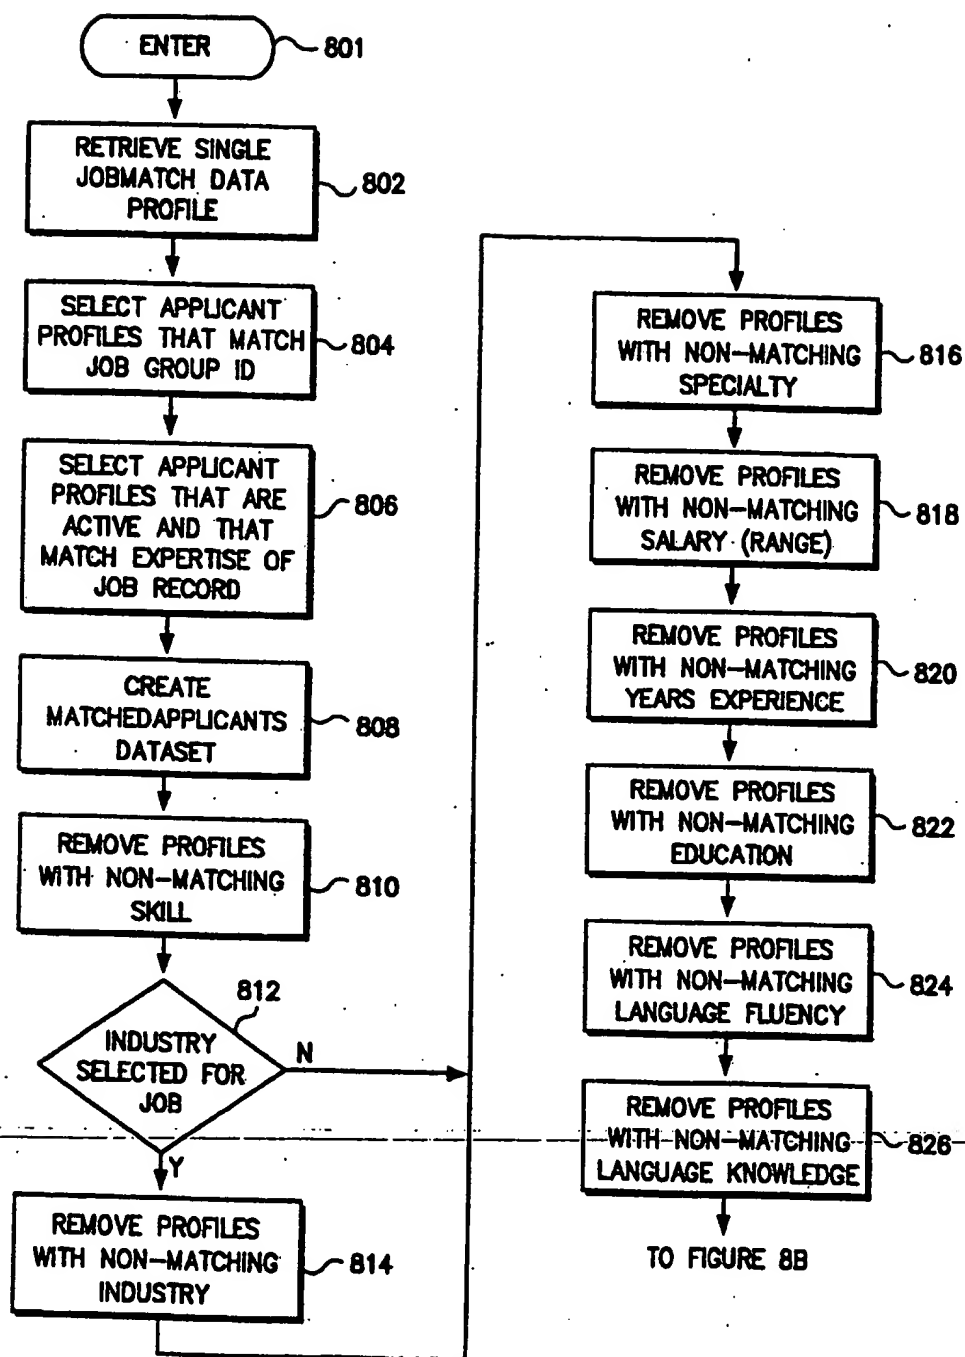 ENTER
801
RETRIEVE SINGLE
JOBMATCH DATA
PROFILE
802
SELECT APPLICANT
PROFILES THAT MATCH
JOB GROUP ID
804
SELECT APPLICANT
PROFILES THAT ARE
ACTIVE AND THAT
MATCH EXPERTISE OF
JOB RECORD
806
CREATE
MATCHEDAPPLICANTS
DATASET
808
REMOVE PROFILES
WITH NON-MATCHING
SKILL
810
812
INDUSTRY
SELECTED FOR
JOB
N
Y
REMOVE PROFILES
WITH NON-MATCHING
INDUSTRY
814
REMOVE PROFILES
WITH NON-MATCHING
SPECIALTY
816
REMOVE PROFILES
WITH NON-MATCHING
SALARY (RANGE)
818
REMOVE PROFILES
WITH NON-MATCHING
YEARS EXPERIENCE
820
REMOVE PROFILES
WITH NON-MATCHING
EDUCATION
822
REMOVE PROFILES
WITH NON-MATCHING
LANGUAGE FLUENCY
824
REMOVE PROFILES
WITH NON-MATCHING
LANGUAGE KNOWLEDGE
826
TO FIGURE 8B